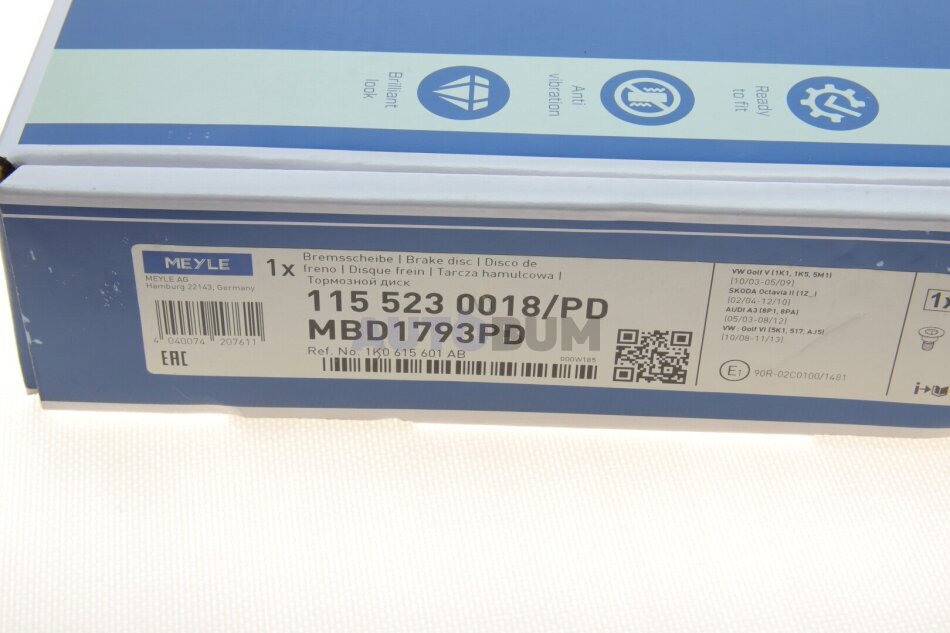 Brilliant
look
Anti
vibration
Ready
to fit
MEYLE
MEYLE AG
Hamburg 22143, Germany
4 040074 207611
EAC
1x
Bremsscheibe | Brake disc | Disco de
freno | Disque frein | Tarcza hamulcowa |
Тормозной диск
115 523 0018/PD
MBD1793PD
AUTODUM
Ref. No. 1K0 615 601 AB
000W185
VW Golf V (1K1, 1K5, 5M1)
(10/03-05/09)
SKODA Octavia II (1Z_)
(02/04-12/10)
AUDI A3 (8P1, 8PA)
(05/03-08/12)
VW : Golf VI (5K1, 517, AJ5)
(10/08-11/13)
E1 90R-02C0100/1481
1x